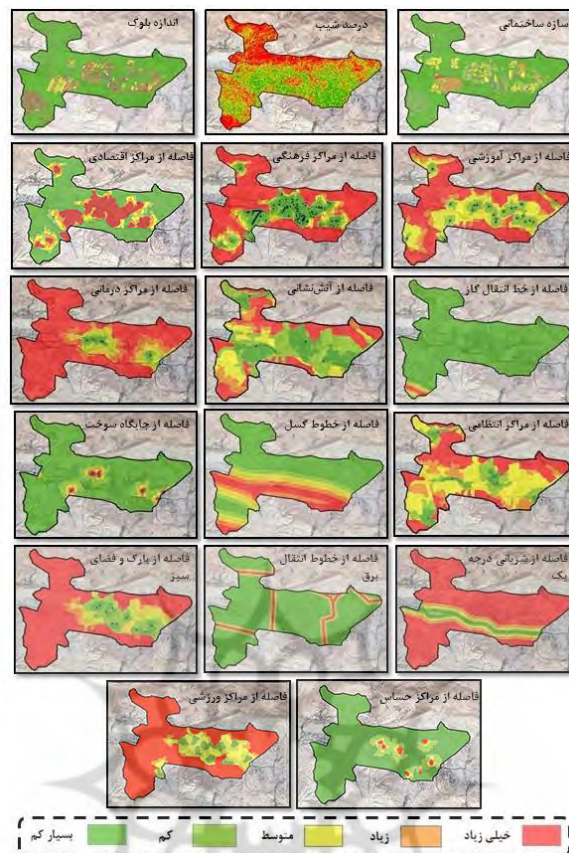 سازه ساختمانی
درصد شیب
اندازه بلوک
فاصله از مراکز آموزشی
فاصله از مراکز فرهنگی
فاصله از مراکز اقتصادی
فاصله از خط انتقال گاز
فاصله از آتش‌نشانی
فاصله از مراکز درمانی
فاصله از مراکز انتظامی
فاصله از خطوط گسل
فاصله از جایگاه سوخت
فاصله از شریانی درجه
یک
فاصله از خطوط انتقال
برق
فاصله از پارک و فضای
سبز
فاصله از مراکز حساس
فاصله از مراکز ورزشی
خیلی زیاد
زیاد
متوسط
کم
بسیار کم